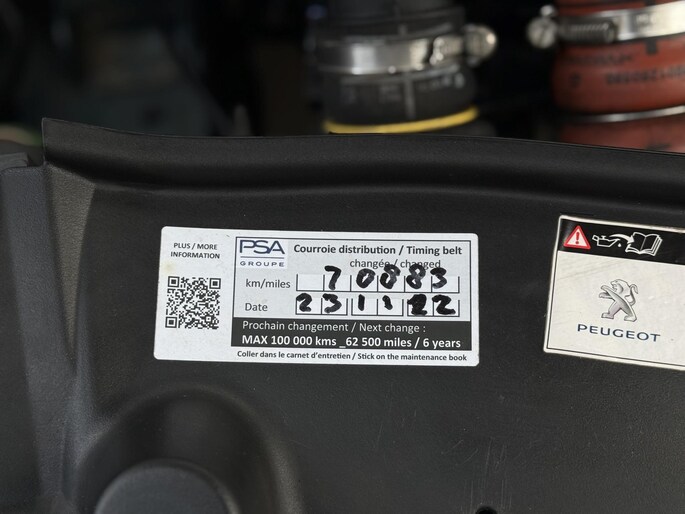 PLUS / MORE
INFORMATION
PSA
GROUPE
Courroie distribution / Timing belt
changée / changed
km/miles 70883
Date 23 11 22
Prochain changement / Next change :
MAX 100 000 kms _62 500 miles / 6 years
Coller dans le carnet d'entretien / Stick on the maintenance book
PEUGEOT